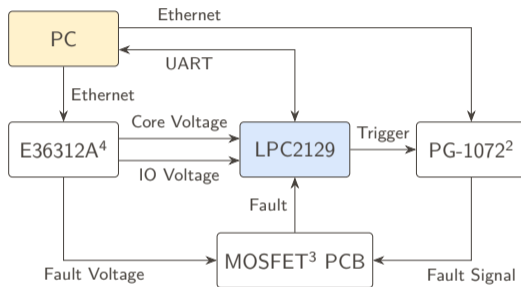 Ethernet
PC
UART
Ethernet
Core Voltage
E36312A⁴
LPC2129
Trigger
PG-1072²
IO Voltage
Fault
MOSFET³ PCB
Fault Voltage
Fault Signal